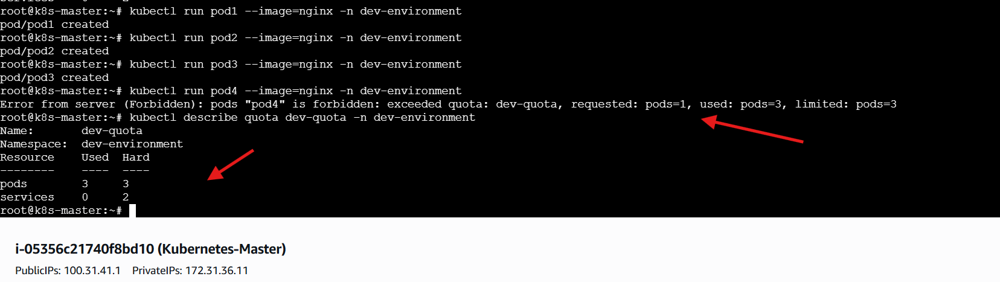 services    0    2
root@k8s-master:~# kubectl run pod1 --image=nginx -n dev-environment
pod/pod1 created
root@k8s-master:~# kubectl run pod2 --image=nginx -n dev-environment
pod/pod2 created
root@k8s-master:~# kubectl run pod3 --image=nginx -n dev-environment
pod/pod3 created
root@k8s-master:~# kubectl run pod4 --image=nginx -n dev-environment
Error from server (Forbidden): pods "pod4" is forbidden: exceeded quota: dev-quota, requested: pods=1, used: pods=3, limited: pods=3
root@k8s-master:~# kubectl describe quota dev-quota -n dev-environment
Name:       dev-quota
Namespace:  dev-environment
Resource    Used  Hard
--------    ----  ----
pods        3     3
services    0     2
root@k8s-master:~#
i-05356c21740f8bd10 (Kubernetes-Master)
PublicIPs: 100.31.41.1    PrivateIPs: 172.31.36.11